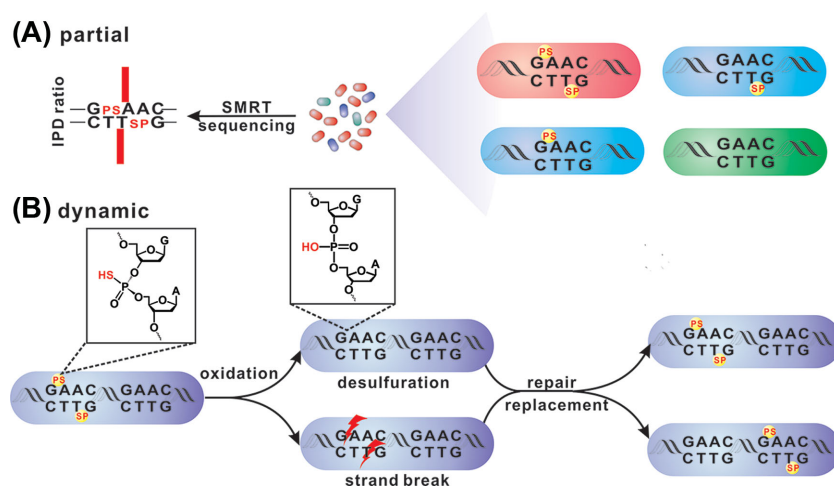 (A) partial
IPD ratio
GPSAAC
CTTSPG
SMRT
sequencing
PS
GAAC
CTTG
SP
GAAC
CTTG
SP
PS
GAAC
CTTG
GAAC
CTTG
(B) dynamic
O
O
G
HS
P
O
O
O
O
A
O
O
O
G
O
HO
P
O
O
O
A
O
PS
GAAC GAAC
CTTG CTTG
SP
oxidation
GAAC GAAC
CTTG CTTG
desulfuration
GAAC GAAC
CTTG CTTG
strand break
repair
replacement
PS
GAAC GAAC
CTTG CTTG
SP
PS
GAAC GAAC
CTTG CTTG
SP